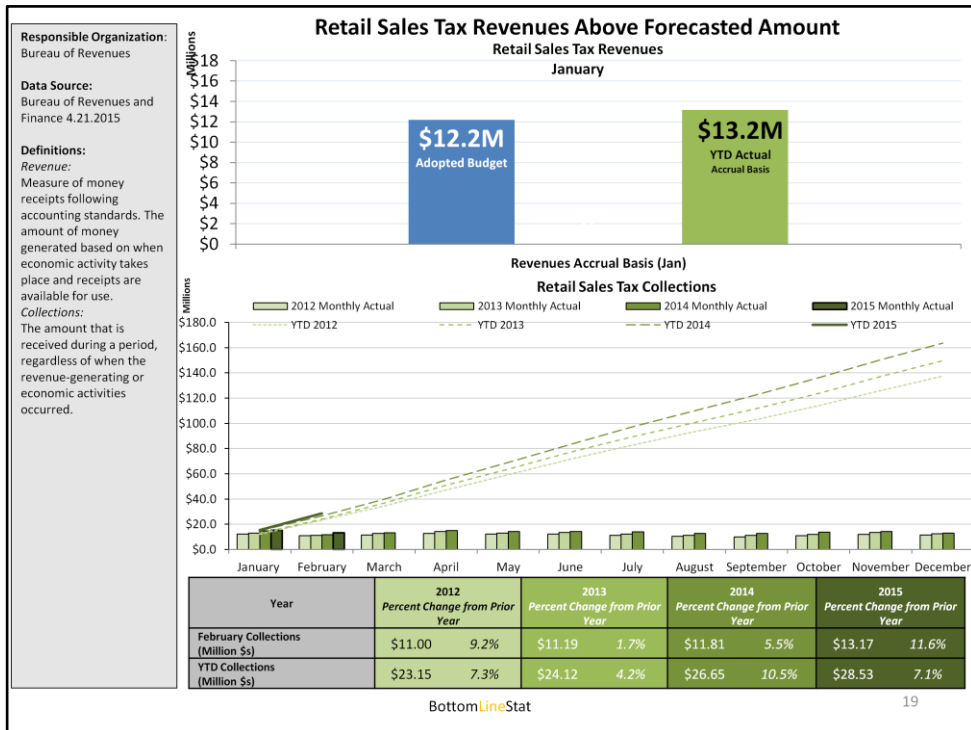 Retail Sales Tax Revenues Above Forecasted Amount
Responsible Organization:
Bureau of Revenues
Data Source:
Bureau of Revenues and
Finance 4.21.2015
Definitions:
Revenue:
Measure of money
receipts following
accounting standards. The
amount of money
generated based on when
economic activity takes
place and receipts are
available for use.
Collections:
The amount that is
received during a period,
regardless of when the
revenue-generating or
economic activities
occurred.
Retail Sales Tax Revenues
January
Millions
$18
$16
$14
$12
$10
$8
$6
$4
$2
$0
$12.2M
Adopted Budget
$13.2M
YTD Actual
Accrual Basis
Revenues Accrual Basis (Jan)
Retail Sales Tax Collections
Millions
2012 Monthly Actual 2013 Monthly Actual 2014 Monthly Actual 2015 Monthly Actual
YTD 2012 YTD 2013 YTD 2014 YTD 2015
$180.0
$160.0
$140.0
$120.0
$100.0
$80.0
$60.0
$40.0
$20.0
$0.0
January February March April May June July August September October November December
Year
2012
Percent Change from Prior
Year
2013
Percent Change from Prior
Year
2014
Percent Change from Prior
Year
2015
Percent Change from Prior
Year
February Collections
(Million $s)
$11.00 9.2% $11.19 1.7% $11.81 5.5% $13.17 11.6%
YTD Collections
(Million $s)
$23.15 7.3% $24.12 4.2% $26.65 10.5% $28.53 7.1%
BottomLineStat
19